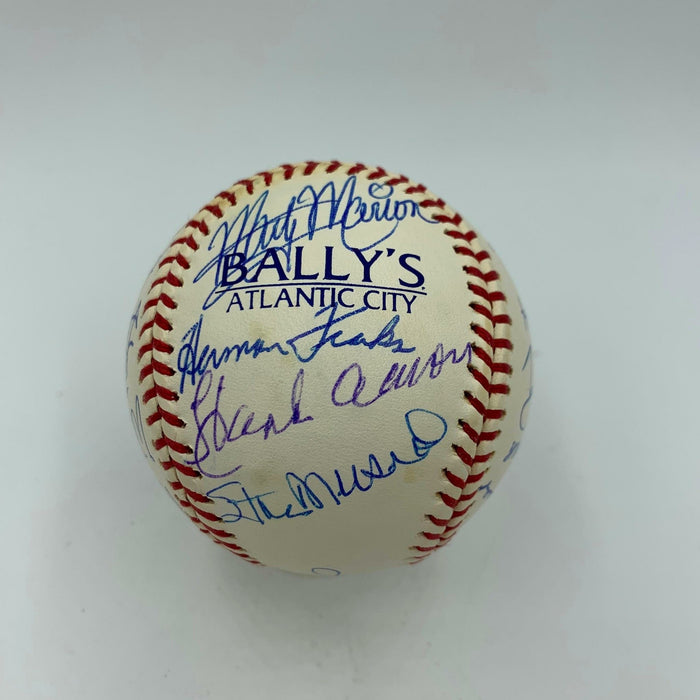 Marty Marion
BALLY'S
ATLANTIC CITY
Herman Franks
Hank Aaron
Stan Musial